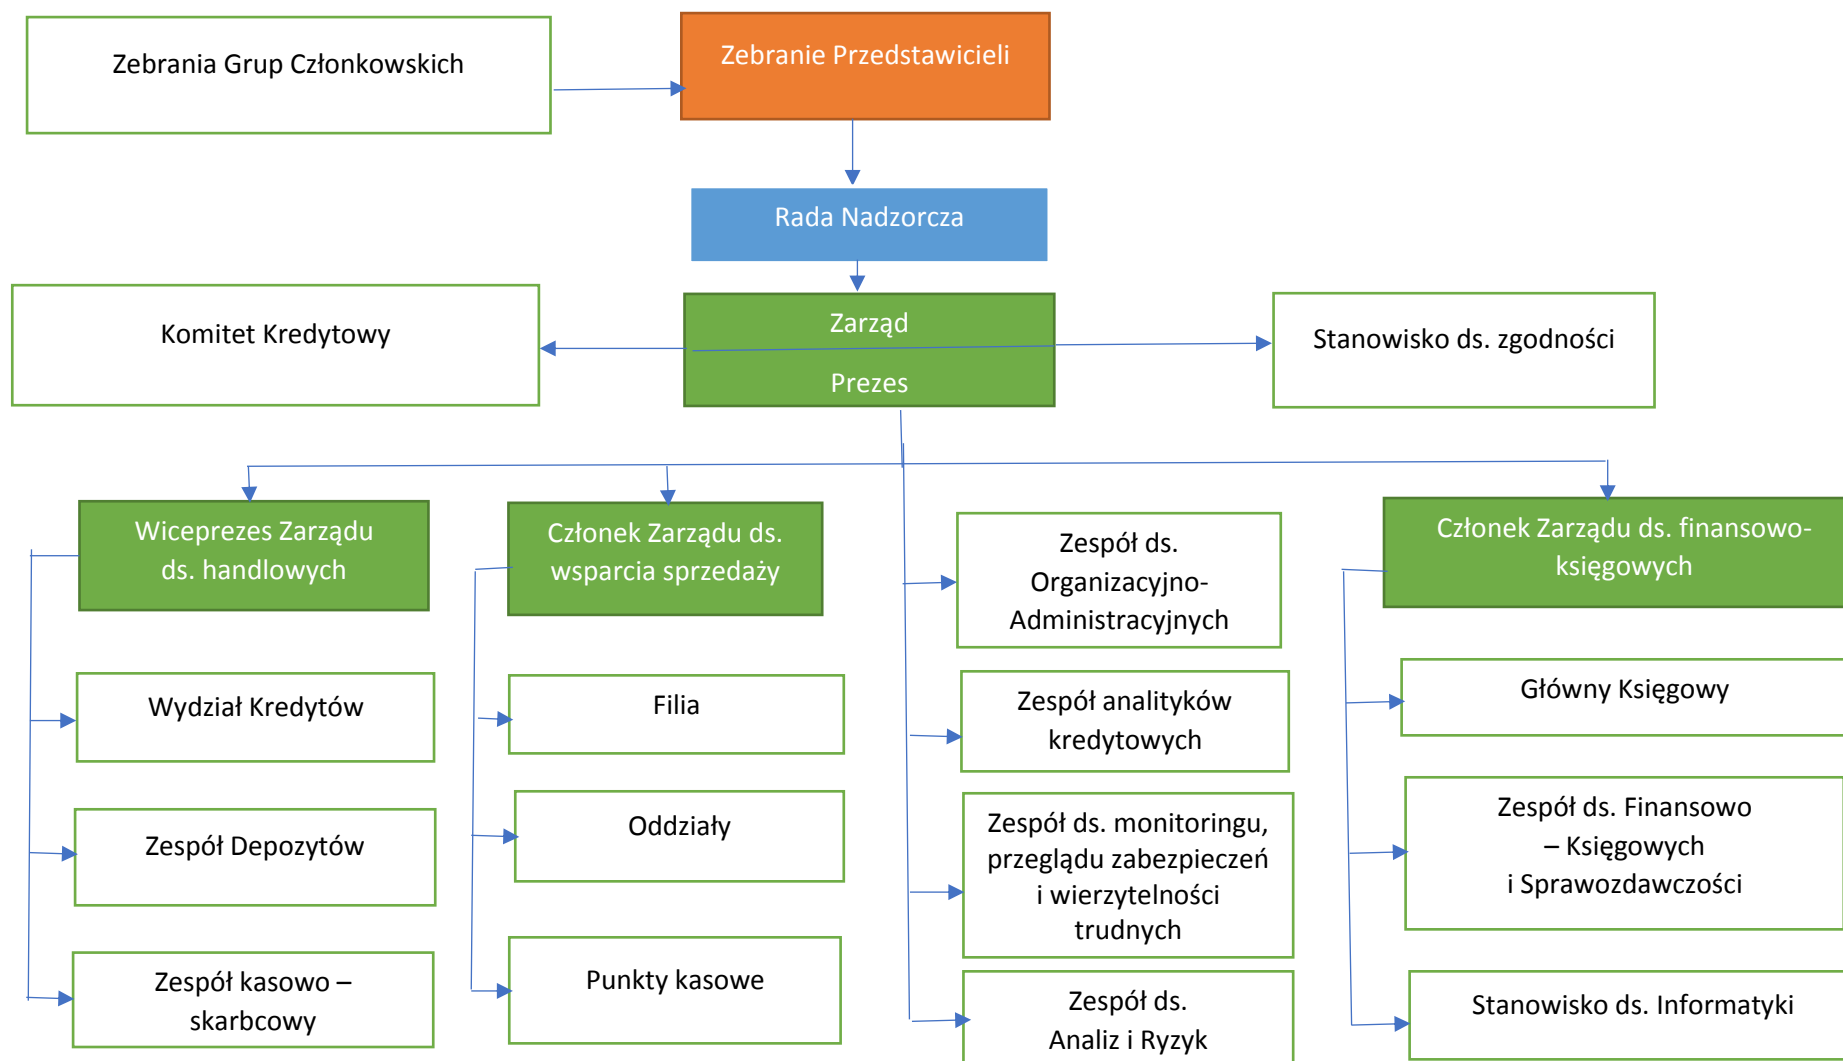 Zebrania Grup Członkowskich
Zebranie Przedstawicieli
Rada Nadzorcza
Komitet Kredytowy
Zarząd
Prezes
Stanowisko ds. zgodności
Wiceprezes Zarządu
ds. handlowych
Członek Zarządu ds.
wsparcia sprzedaży
Zespół ds.
Organizacyjno-
Administracyjnych
Członek Zarządu ds. finansowo-
księgowych
Wydział Kredytów
Filia
Zespół analityków
kredytowych
Główny Księgowy
Zespół Depozytów
Oddziały
Zespół ds. monitoringu,
przeglądu zabezpieczeń
i wierzytelności
trudnych
Zespół ds. Finansowo
– Księgowych
i Sprawozdawczości
Zespół kasowo –
skarbcowy
Punkty kasowe
Zespół ds.
Analiz i Ryzyk
Stanowisko ds. Informatyki